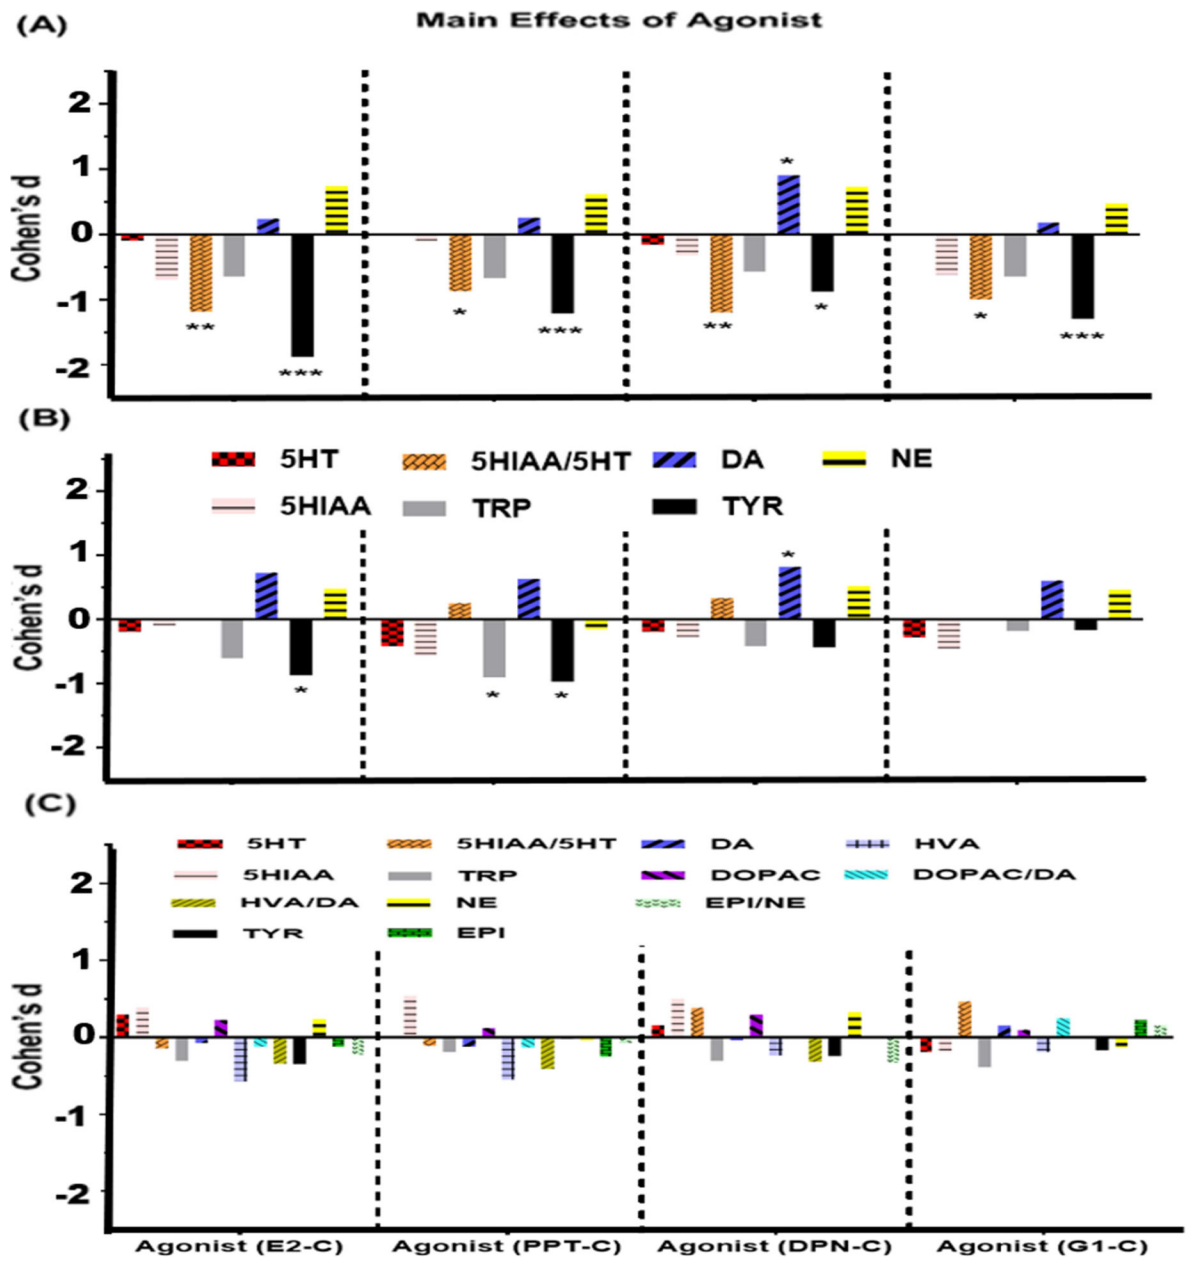 (A)
Main Effects of Agonist
Cohen's d
2
1
0
-1
-2
**
***
*
***
**
*
*
*
***
(B)
5HT 5HIAA/5HT DA NE
5HIAA TRP TYR
Cohen's d
2
1
0
-1
-2
*
*
*
*
(C)
5HT 5HIAA/5HT DA HVA
5HIAA TRP DOPAC DOPAC/DA
HVA/DA NE EPI/NE
TYR EPI
Cohen's d
2
1
0
-1
-2
Agonist (E2-C) Agonist (PPT-C) Agonist (DPN-C) Agonist (G1-C)